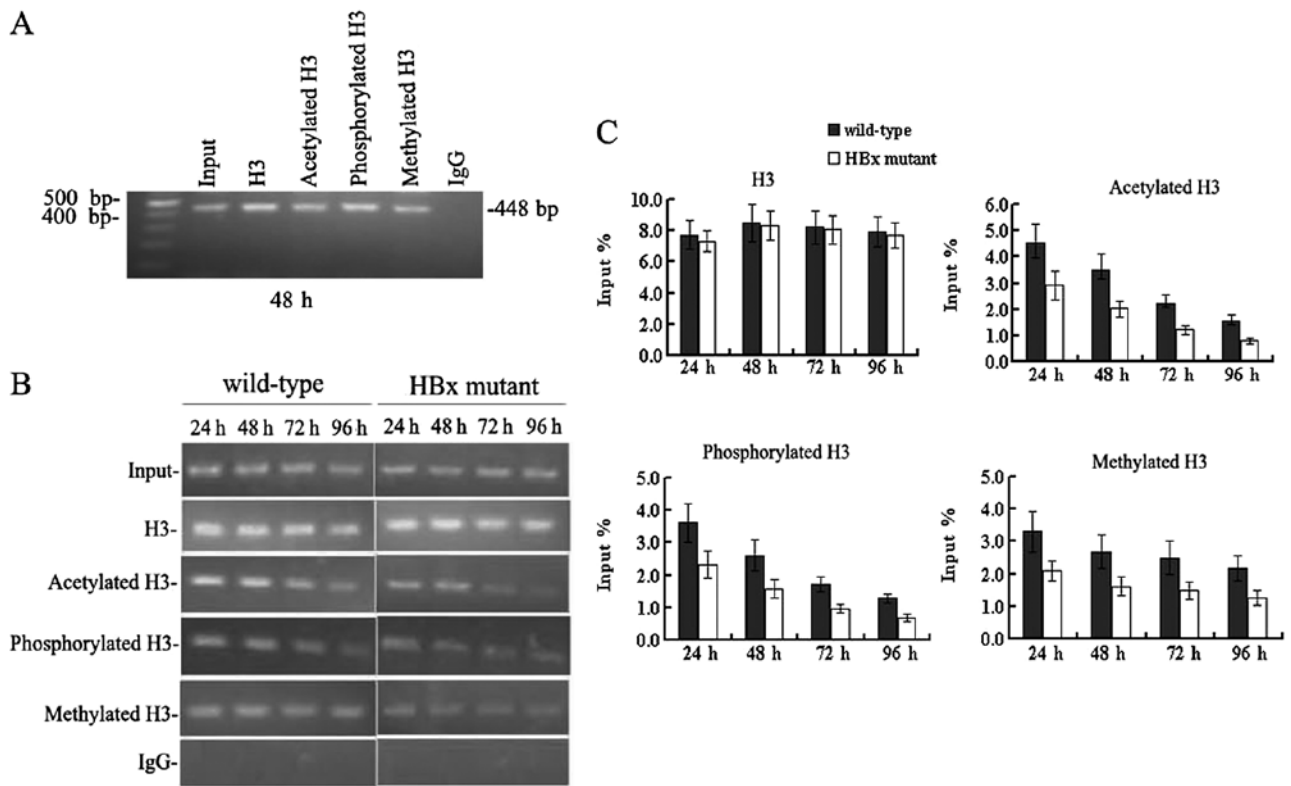 A
Input
H3
Acetylated H3
Phosphorylated H3
Methylated H3
IgG
500 bp-
400 bp-
-448 bp
48 h
B
wild-type HBx mutant
24 h 48 h 72 h 96 h 24 h 48 h 72 h 96 h
Input-
H3-
Acetylated H3-
Phosphorylated H3-
Methylated H3-
IgG-
C
wild-type
HBx mutant
H3
Input %
10.0
8.0
6.0
4.0
2.0
0.0
24 h 48 h 72 h 96 h
Acetylated H3
Input %
6.0
5.0
4.0
3.0
2.0
1.0
0.0
24 h 48 h 72 h 96 h
Phosphorylated H3
Input %
5.0
4.0
3.0
2.0
1.0
0.0
24 h 48 h 72 h 96 h
Methylated H3
Input %
5.0
4.0
3.0
2.0
1.0
0.0
24 h 48 h 72 h 96 h